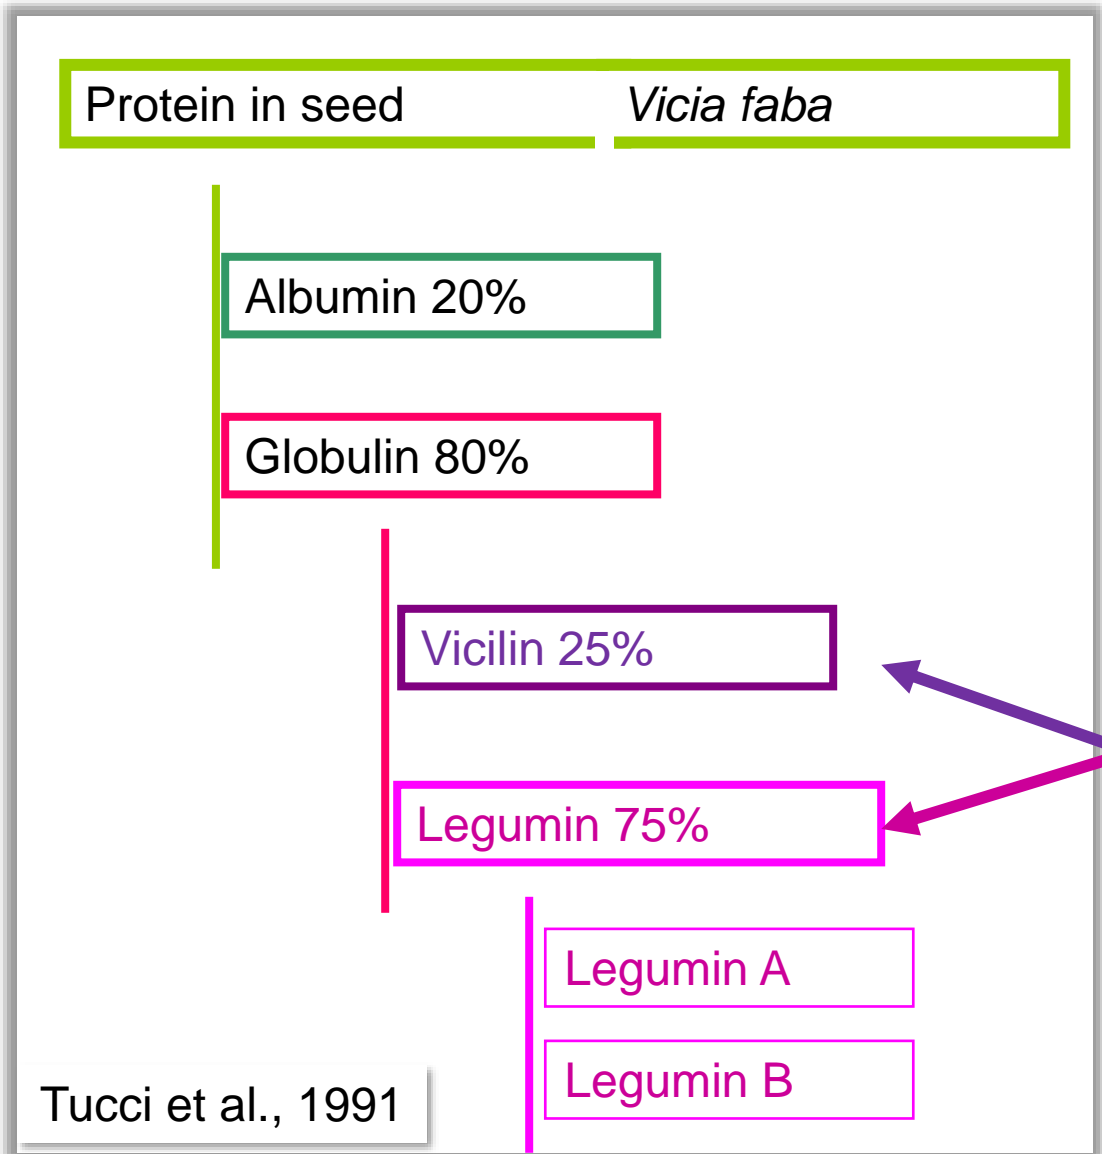 Protein in seed Vicia faba
Albumin 20%
Globulin 80%
Vicilin 25%
Legumin 75%
Legumin A
Legumin B
Tucci et al., 1991